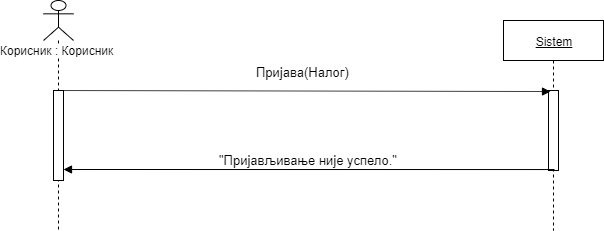 Корисник : Корисник
Sistem
Пријава(Налог)
"Пријављивање није успело."